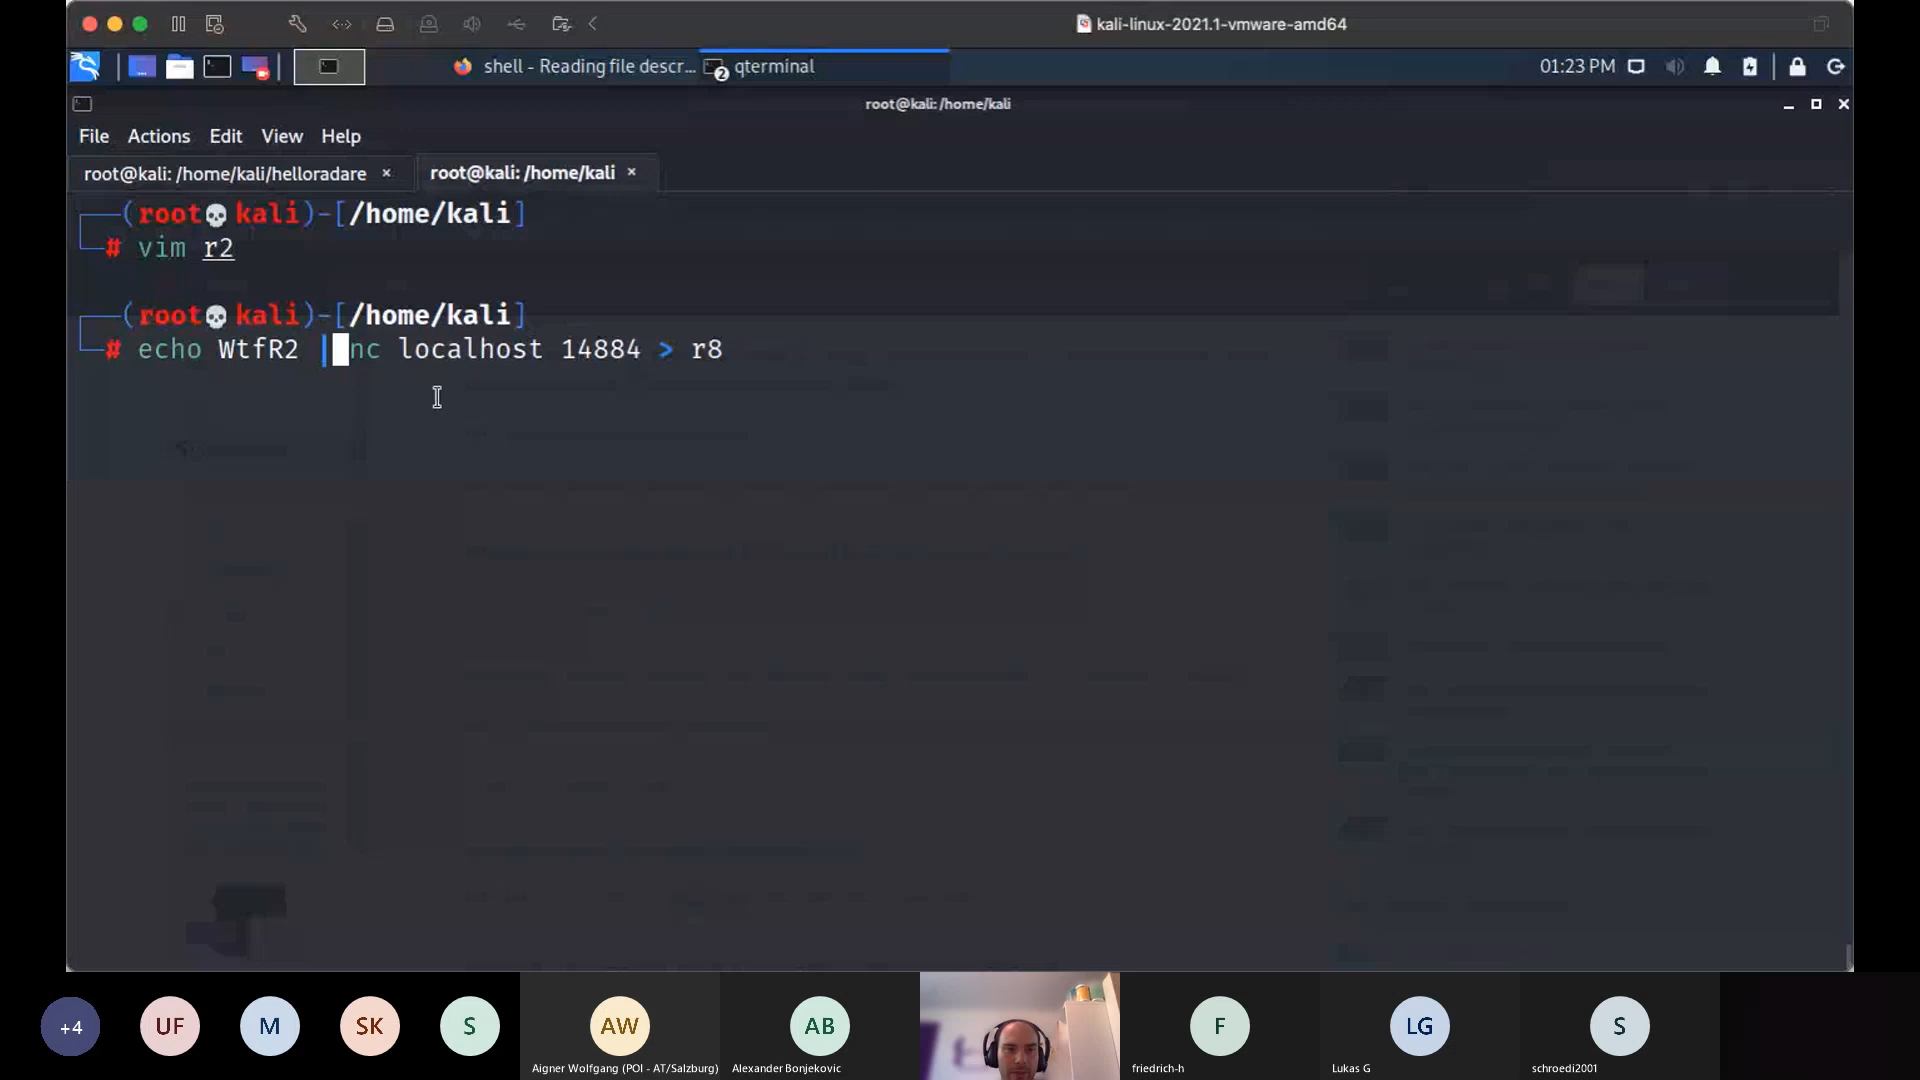 kali-linux-2021.1-vmware-amd64
shell - Reading file descr...
2
qterminal
01:23 PM
root@kali: /home/kali
File Actions Edit View Help
root@kali: /home/kali/helloradare ×
root@kali: /home/kali ×
(root💀kali)-[/home/kali]
# vim r2
(root💀kali)-[/home/kali]
# echo WtfR2 | nc localhost 14884 > r8
+4
UF
M
SK
S
AW
AB
F
LG
S
Aigner Wolfgang (POI - AT/Salzburg)
Alexander Bonjekovic
friedrich-h
Lukas G
schroedi2001